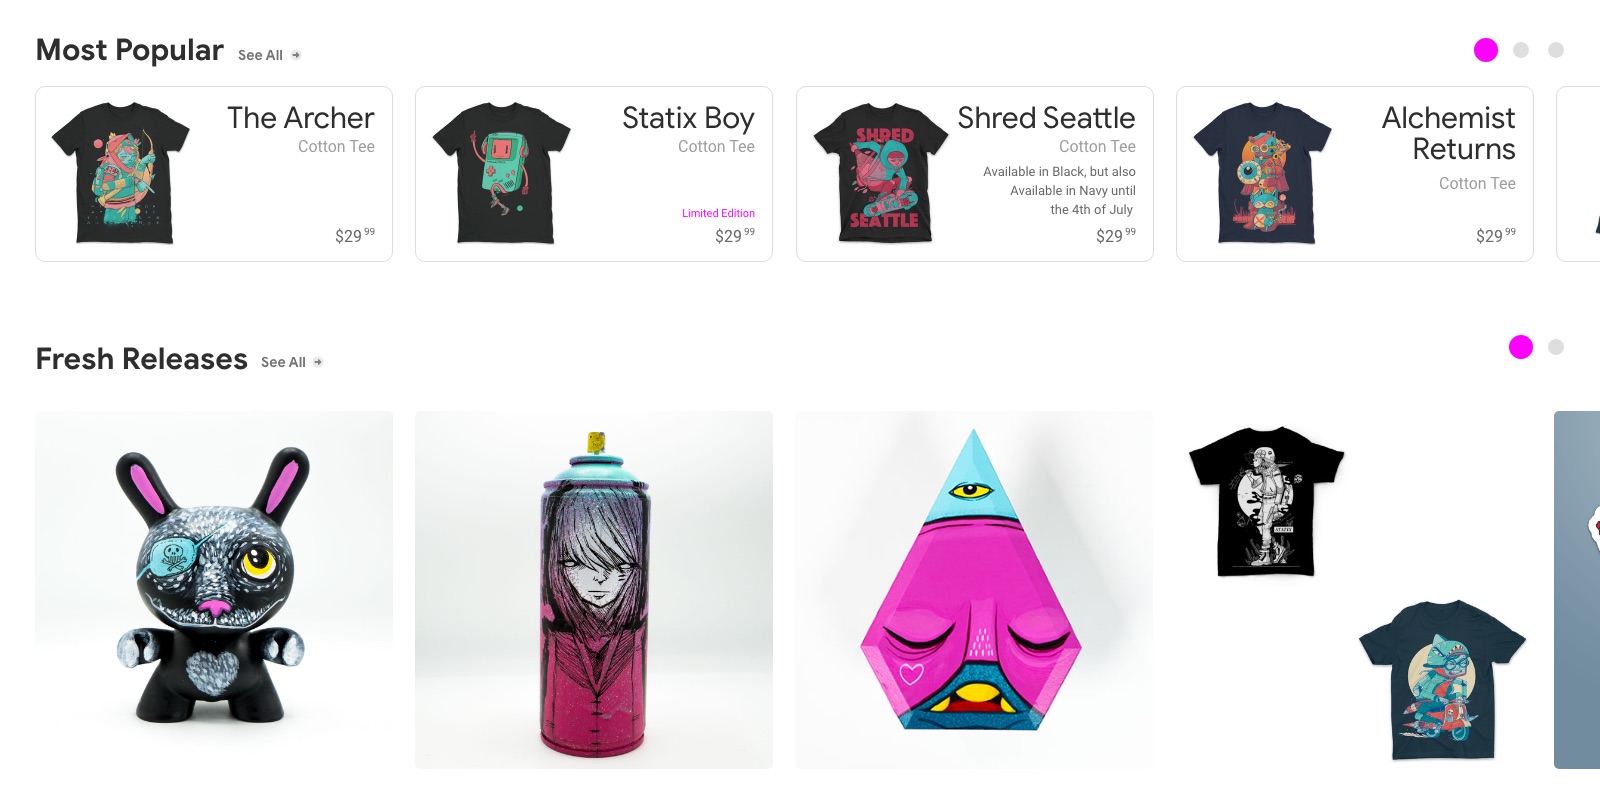 Most Popular See All
The Archer
Cotton Tee
$29 99
Statix Boy
Cotton Tee
Limited Edition
$29 99
SHRED
SEATTLE
Shred Seattle
Cotton Tee
Available in Black, but also
Available in Navy until
the 4th of July
$29 99
Alchemist
Returns
Cotton Tee
$29 99
Fresh Releases See All